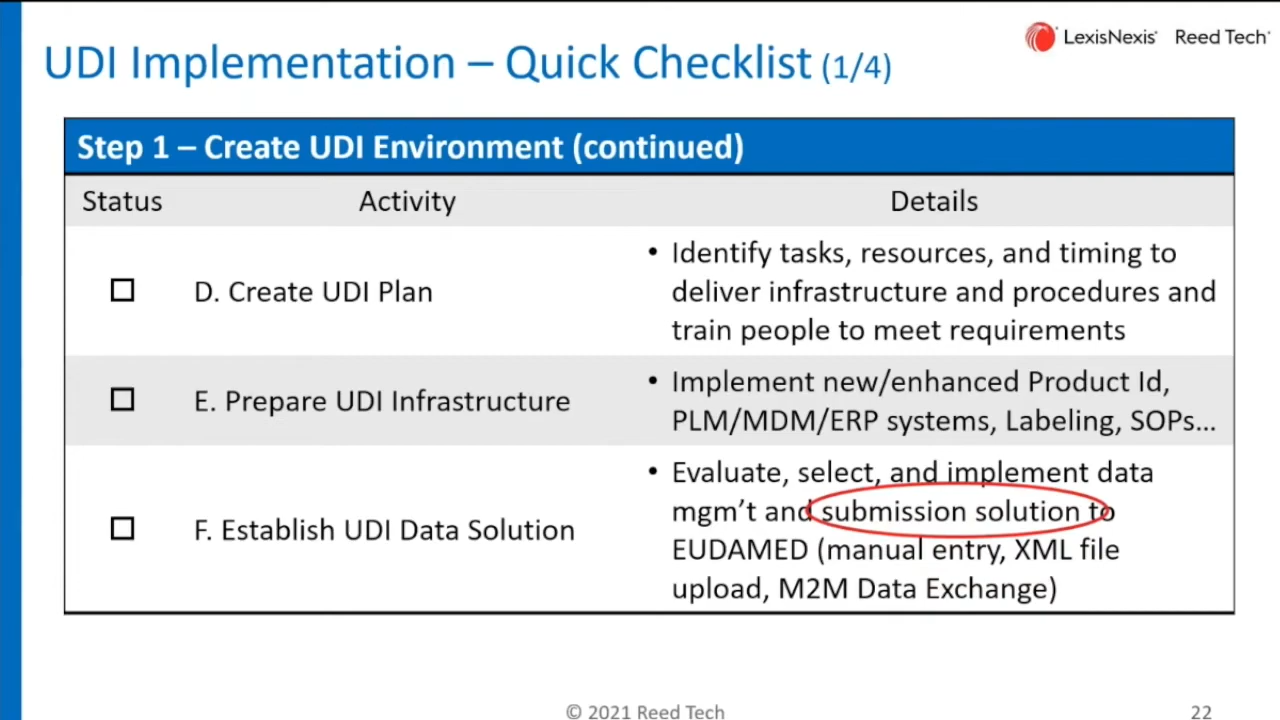 LexisNexis® Reed Tech®
UDI Implementation – Quick Checklist (1/4)
Step 1 – Create UDI Environment (continued)
Status Activity Details
D. Create UDI Plan
• Identify tasks, resources, and timing to
deliver infrastructure and procedures and
train people to meet requirements
E. Prepare UDI Infrastructure
• Implement new/enhanced Product Id,
PLM/MDM/ERP systems, Labeling, SOPs...
F. Establish UDI Data Solution
• Evaluate, select, and implement data
mgm't and submission solution to
EUDAMED (manual entry, XML file
upload, M2M Data Exchange)
© 2021 Reed Tech 22